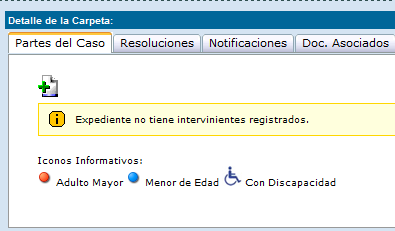 Detalle de la Carpeta:
Partes del Caso Resoluciones Notificaciones Doc. Asociados
Expediente no tiene intervinientes registrados.
Iconos Informativos:
Adulto Mayor Menor de Edad Con Discapacidad